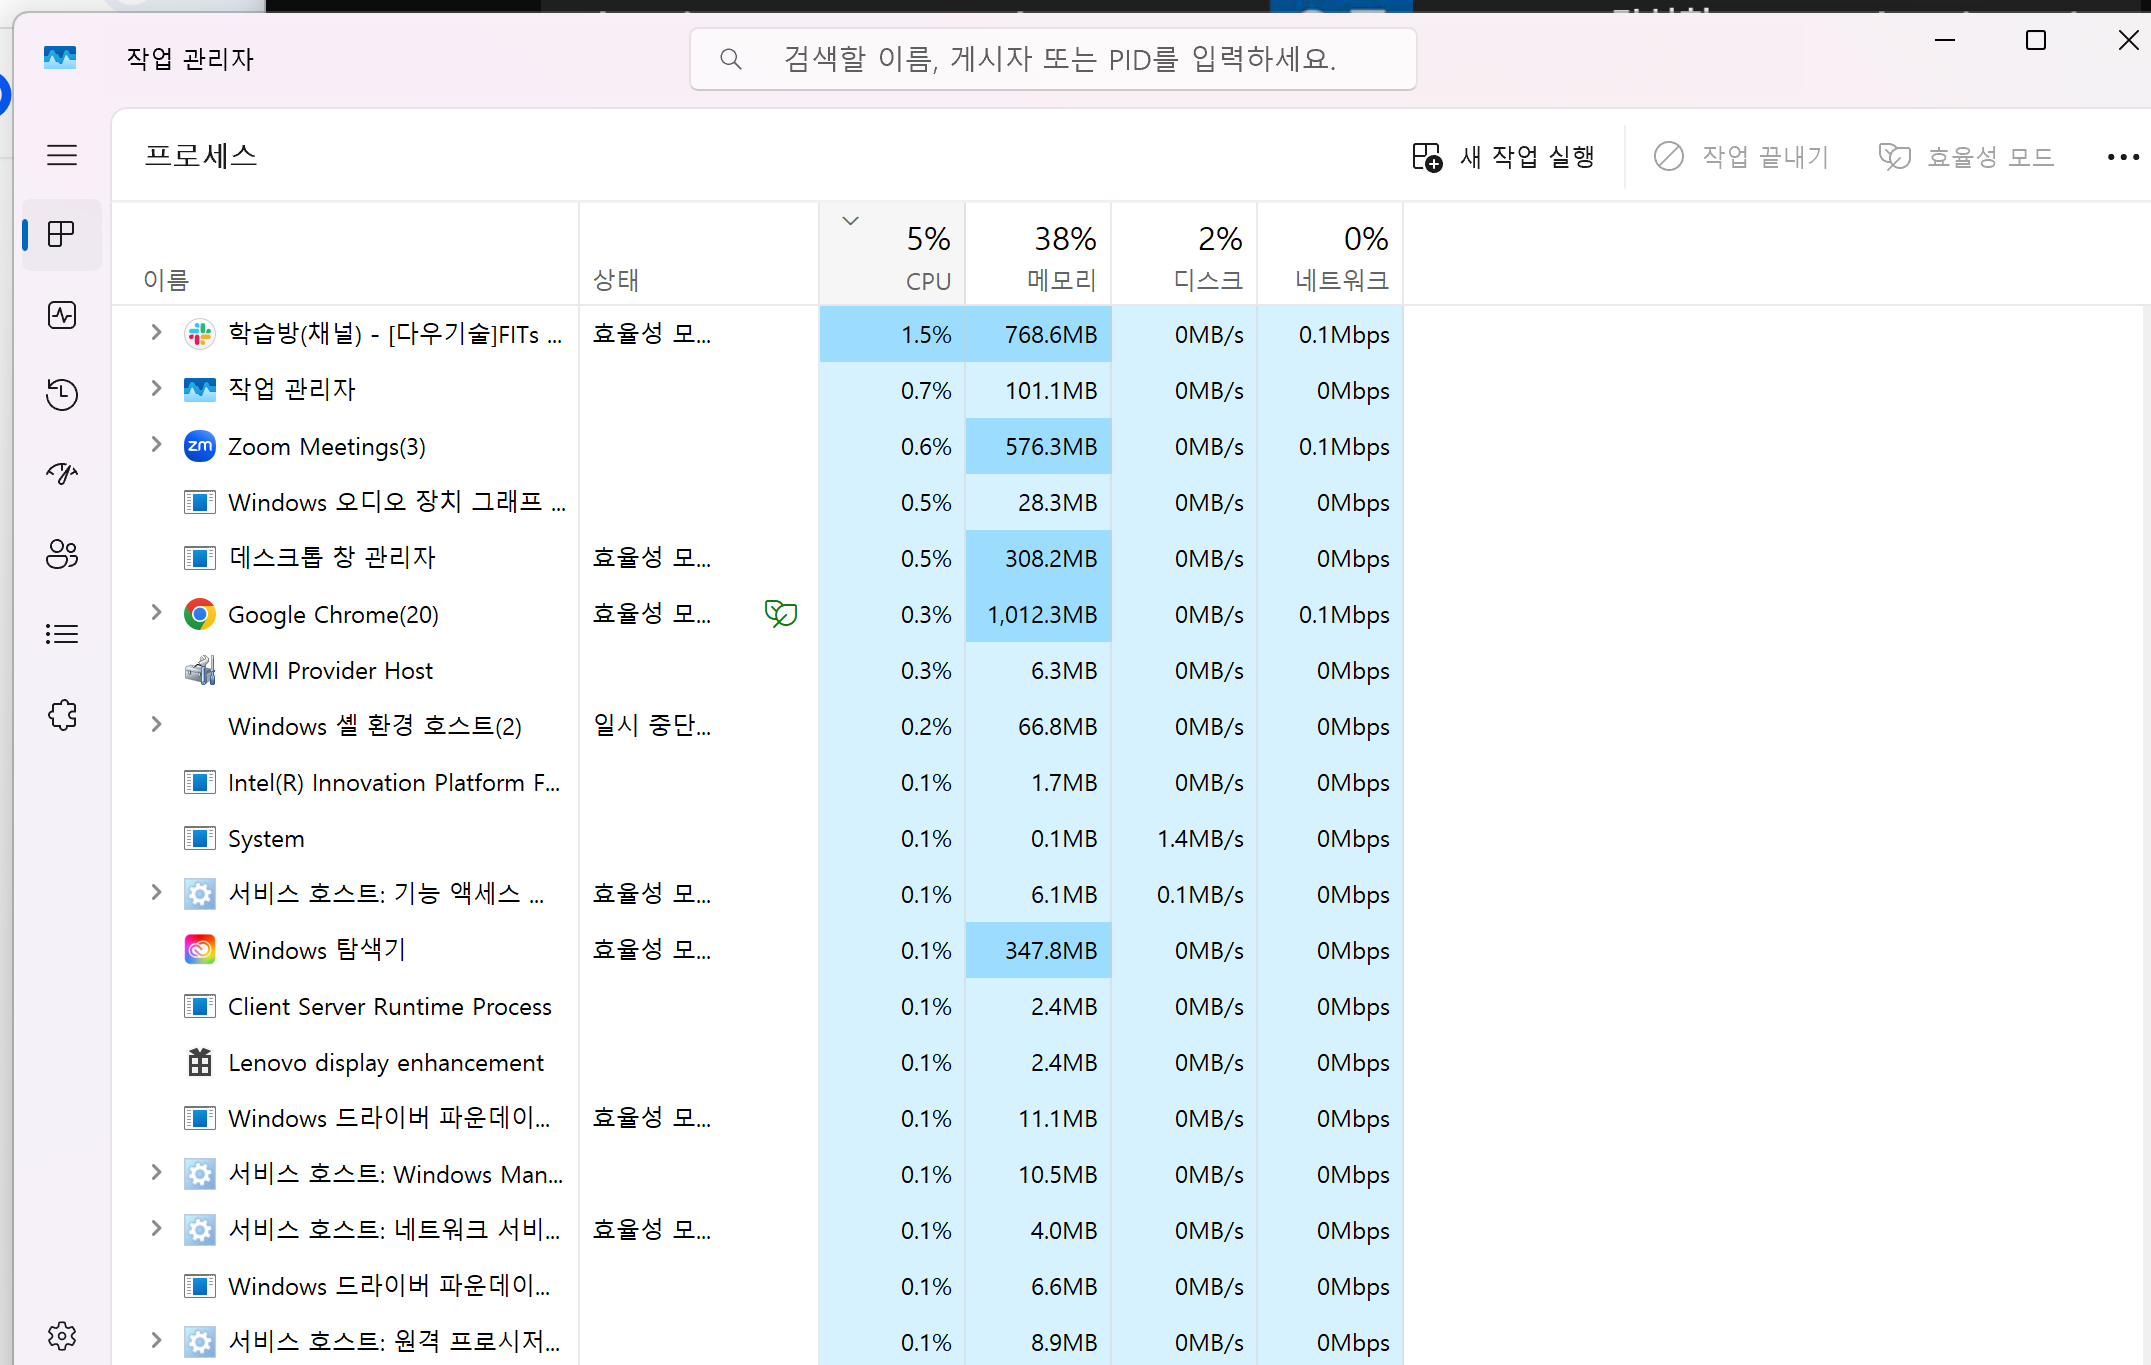 작업 관리자
검색할 이름, 게시자 또는 PID를 입력하세요.
프로세스
새 작업 실행
작업 끝내기
효율성 모드
5% 38% 2% 0%
이름 상태 CPU 메모리 디스크 네트워크
학습방(채널) - [다우기술]FITs ... 효율성 모... 1.5% 768.6MB 0MB/s 0.1Mbps
작업 관리자 0.7% 101.1MB 0MB/s 0Mbps
zm Zoom Meetings(3) 0.6% 576.3MB 0MB/s 0.1Mbps
Windows 오디오 장치 그래프 ... 0.5% 28.3MB 0MB/s 0Mbps
데스크톱 창 관리자 효율성 모... 0.5% 308.2MB 0MB/s 0Mbps
Google Chrome(20) 효율성 모... 0.3% 1,012.3MB 0MB/s 0.1Mbps
WMI Provider Host 0.3% 6.3MB 0MB/s 0Mbps
Windows 셸 환경 호스트(2) 일시 중단... 0.2% 66.8MB 0MB/s 0Mbps
Intel(R) Innovation Platform F... 0.1% 1.7MB 0MB/s 0Mbps
System 0.1% 0.1MB 1.4MB/s 0Mbps
서비스 호스트: 기능 액세스 ... 효율성 모... 0.1% 6.1MB 0.1MB/s 0Mbps
Windows 탐색기 효율성 모... 0.1% 347.8MB 0MB/s 0Mbps
Client Server Runtime Process 0.1% 2.4MB 0MB/s 0Mbps
Lenovo display enhancement 0.1% 2.4MB 0MB/s 0Mbps
Windows 드라이버 파운데이... 효율성 모... 0.1% 11.1MB 0MB/s 0Mbps
서비스 호스트: Windows Man... 0.1% 10.5MB 0MB/s 0Mbps
서비스 호스트: 네트워크 서비... 효율성 모... 0.1% 4.0MB 0MB/s 0Mbps
Windows 드라이버 파운데이... 0.1% 6.6MB 0MB/s 0Mbps
서비스 호스트: 원격 프로시저... 0.1% 8.9MB 0MB/s 0Mbps